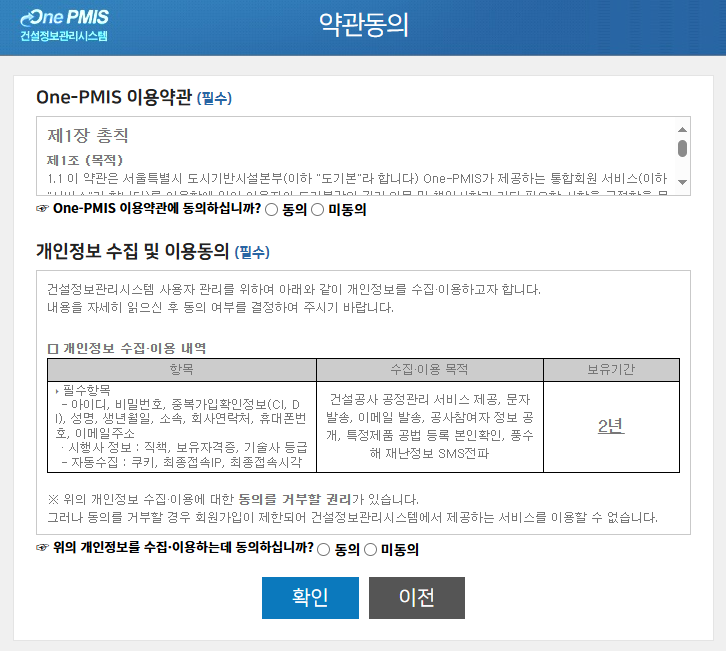 One PMIS
건설정보관리시스템
약관동의
One-PMIS 이용약관 (필수)
제1장 총칙
제1조 (목적)
1.1 이 약관은 서울특별시 도시기반시설본부(이하 "도기본"라 합니다) One-PMIS가 제공하는 통합회원 서비스(이하
☞ One-PMIS 이용약관에 동의하십니까? ○ 동의 ○ 미동의
개인정보 수집 및 이용동의 (필수)
건설정보관리시스템 사용자 관리를 위하여 아래와 같이 개인정보를 수집·이용하고자 합니다.
내용을 자세히 읽으신 후 동의 여부를 결정하여 주시기 바랍니다.
□ 개인정보 수집·이용 내역
항목 수집·이용 목적 보유기간
필수항목
- 아이디, 비밀번호, 중복가입확인정보(CI, D
I), 성명, 생년월일, 소속, 회사연락처, 휴대폰번
호, 이메일주소
· 시행사 정보 : 직책, 보유자격증, 기술사 등급
- 자동수집 : 쿠키, 최종접속IP, 최종접속시각
건설공사 공정관리 서비스 제공, 문자
발송, 이메일 발송, 공사참여자 정보 공
개, 특정제품 공법 등록 본인확인, 풍수
해 재난정보 SMS전파
2년
※ 위의 개인정보 수집·이용에 대한 동의를 거부할 권리가 있습니다.
그러나 동의를 거부할 경우 회원가입이 제한되어 건설정보관리시스템에서 제공하는 서비스를 이용할 수 없습니다.
☞ 위의 개인정보를 수집·이용하는데 동의하십니까? ○ 동의 ○ 미동의
확인
이전